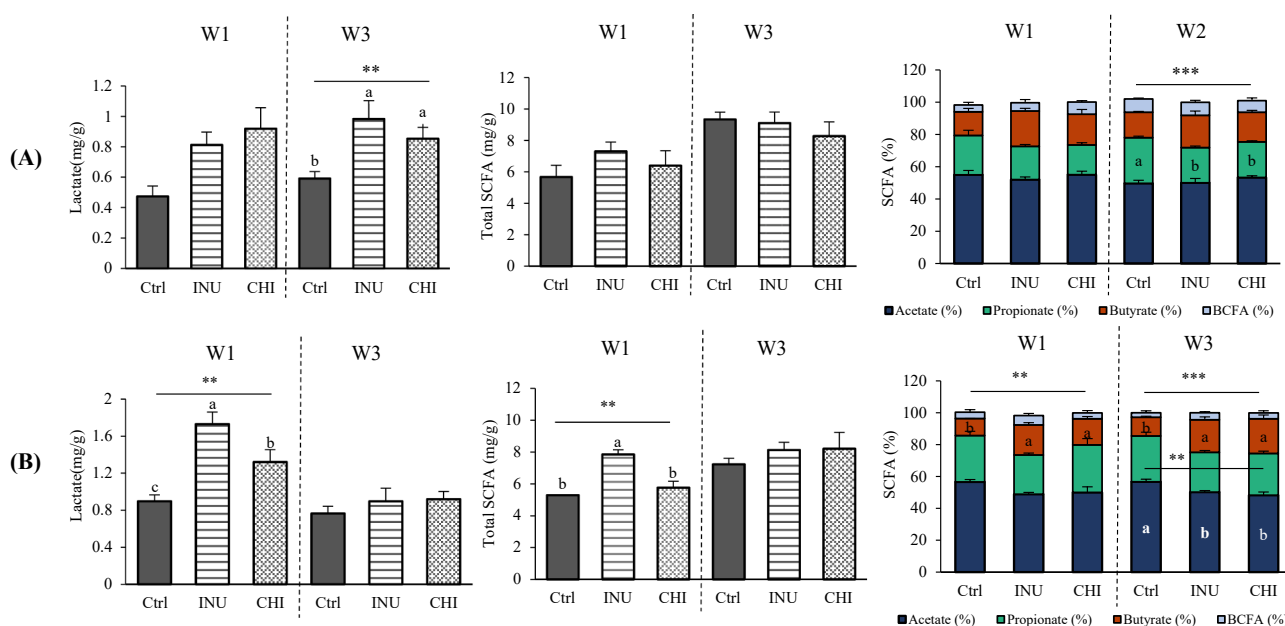 (A)
W1 W3
Lactate(mg/g)
1.2
1
0.8
0.6
0.4
0.2
0
**
b a a
Ctrl INU CHI Ctrl INU CHI
W1 W3
Total SCFA (mg/g)
12
10
8
6
4
2
0
Ctrl INU CHI Ctrl INU CHI
W1 W2
SCFA (%)
120
100
80
60
40
20
0
***
a b b
Ctrl INU CHI Ctrl INU CHI
Acetate (%) Propionate (%) Butyrate (%) BCFA (%)
(B)
W1 W3
Lactate(mg/g)
2
1.6
1.2
0.8
0.4
0
**
c a b
Ctrl INU CHI Ctrl INU CHI
W1 W3
Total SCFA (mg/g)
12
10
8
6
4
2
0
**
b a b
Ctrl INU CHI Ctrl INU CHI
W1 W3
SCFA (%)
120
100
80
60
40
20
0
** ***
b a a b a a
**
a b b
Ctrl INU CHI Ctrl INU CHI
Acetate (%) Propionate (%) Butyrate (%) BCFA (%)